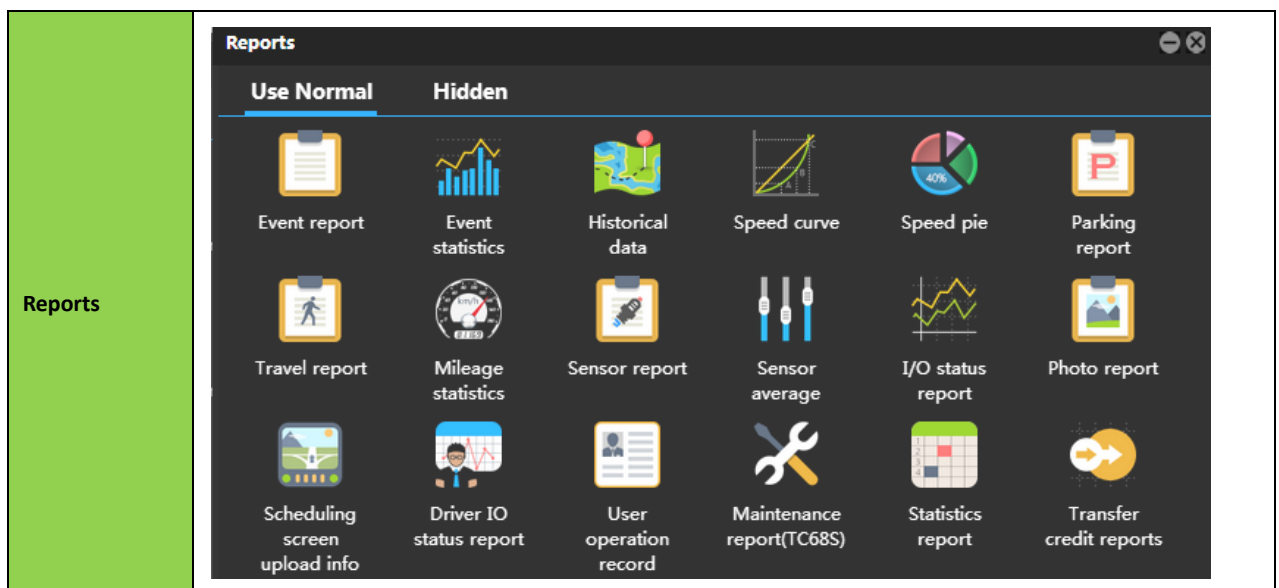 Reports
Reports
Use Normal Hidden
40%
P
Event report Event Historical Speed curve Speed pie Parking
statistics data report
km/h
Travel report Mileage Sensor report Sensor I/O status Photo report
statistics average report
Scheduling Driver IO User Maintenance Statistics Transfer
screen status report operation report(TC68S) report credit reports
upload info record